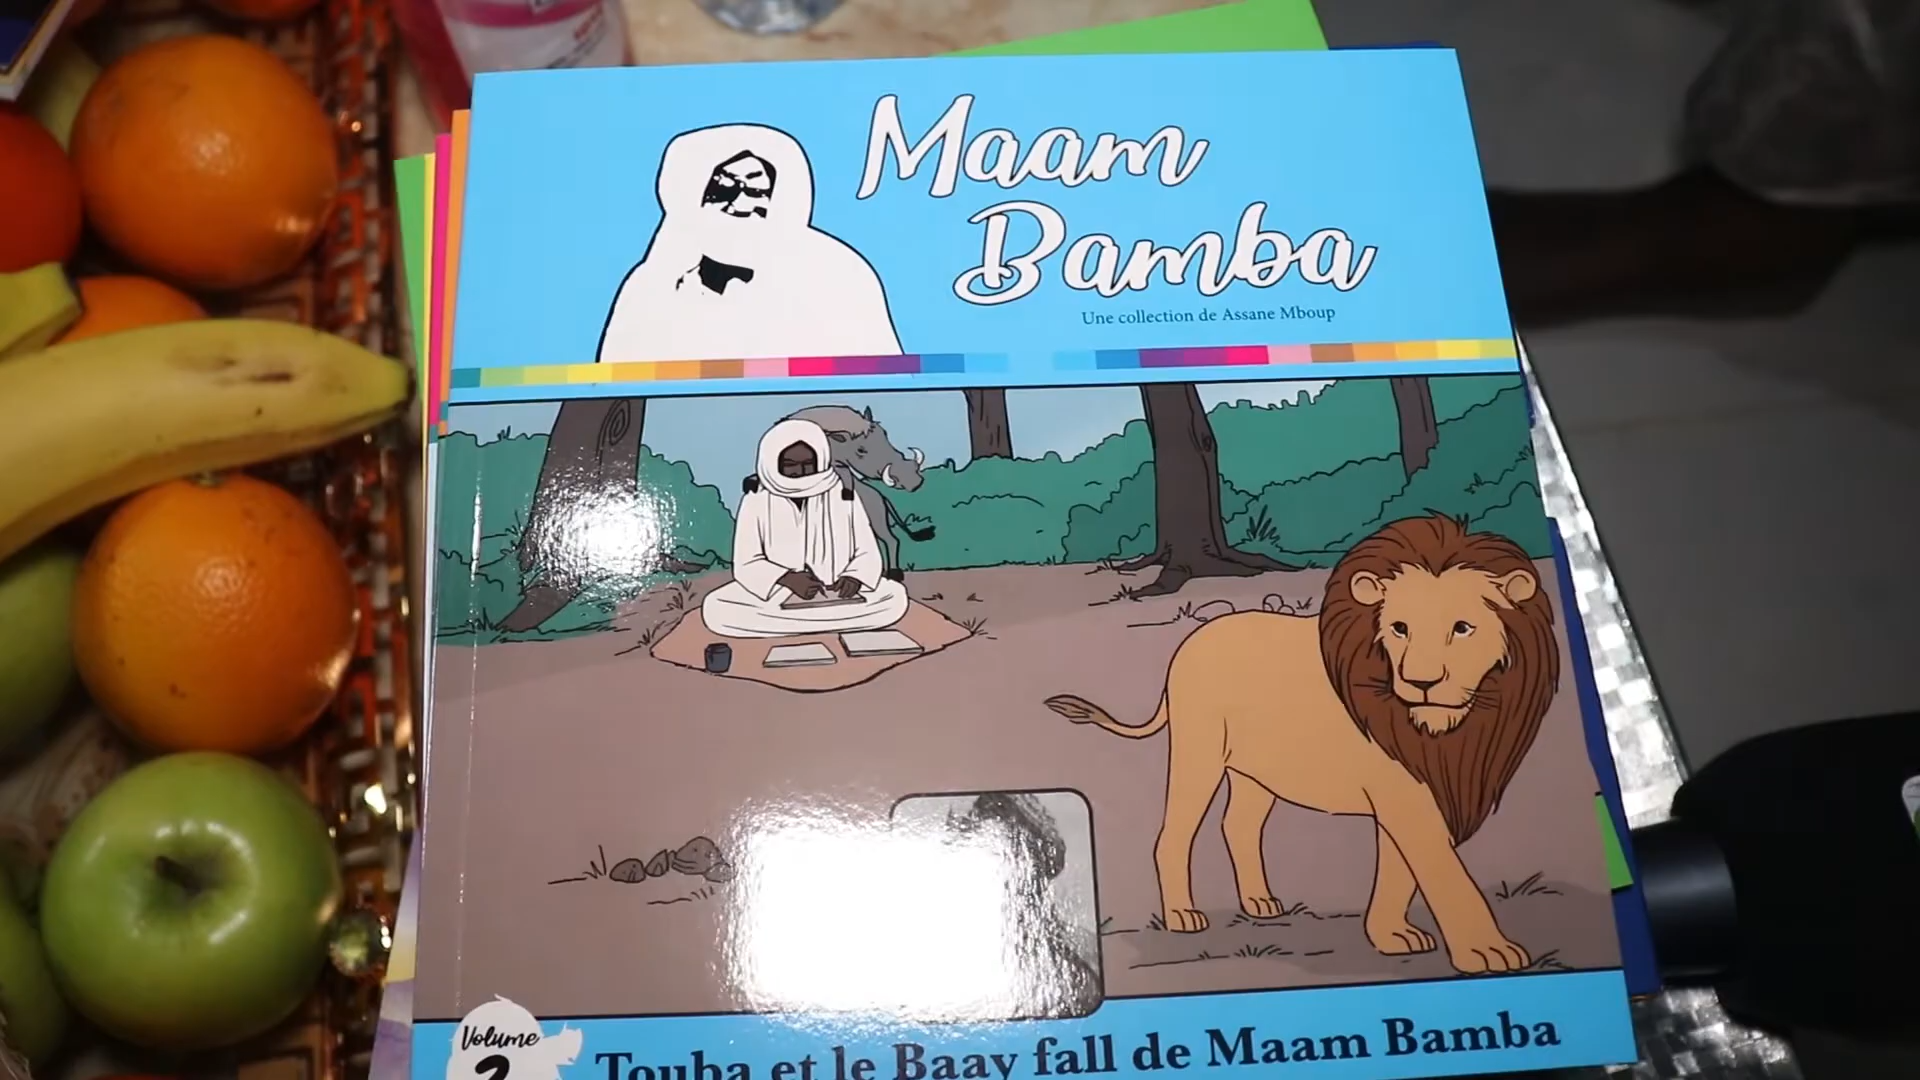 Maam
Bamba
Une collection de Assane Mboup
Volume
Touba et le Baay fall de Maam Bamba